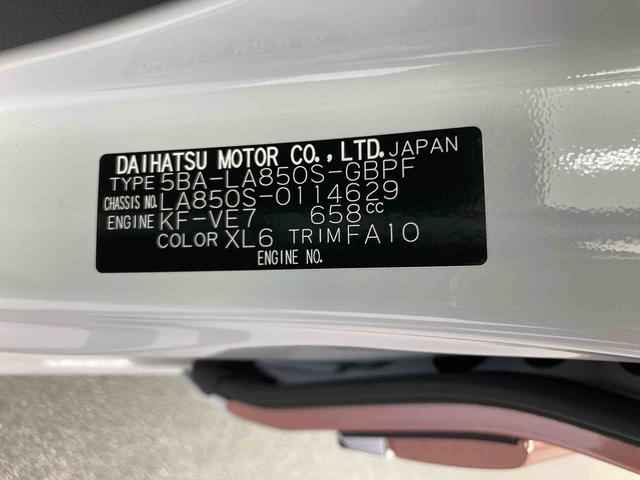 DAIHATSU MOTOR CO., LTD. JAPAN
TYPE 5BA-LA850S-GBPF
CHASSIS NO. LA850S-0114629
ENGINE KF-VE7 658cc
COLOR XL6 TRIM FA10
ENGINE NO.